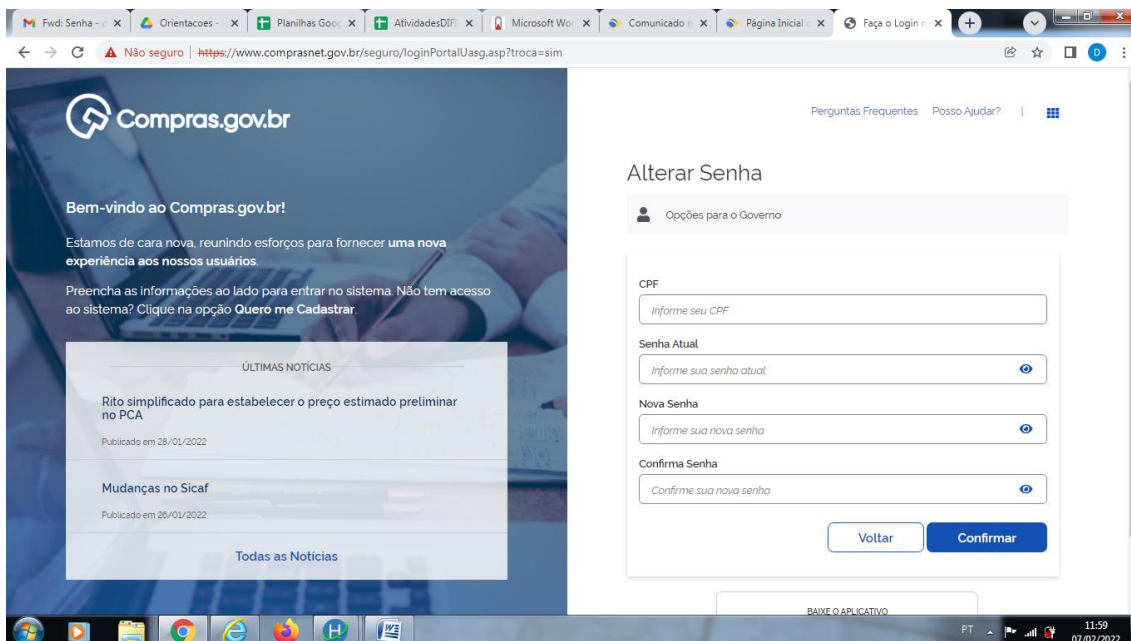 Fwd: Senha - c
Orientacoes -
Planilhas Goo
AtividadesDIF
Microsoft Wo
Comunicado n
Página Inicial
Faça o Login n
Não seguro | https://www.comprasnet.gov.br/seguro/loginPortalUasg.asp?troca=sim
D
Compras.gov.br
Bem-vindo ao Compras.gov.br!
Estamos de cara nova, reunindo esforços para fornecer uma nova
experiência aos nossos usuários.
Preencha as informações ao lado para entrar no sistema. Não tem acesso
ao sistema? Clique na opção Quero me Cadastrar.
ÚLTIMAS NOTÍCIAS
Rito simplificado para estabelecer o preço estimado preliminar
no PCA
Publicado em 28/01/2022
Mudanças no Sicaf
Publicado em 26/01/2022
Todas as Notícias
Perguntas Frequentes Posso Ajudar? |
Alterar Senha
Opções para o Governo
CPF
Informe seu CPF
Senha Atual
Informe sua senha atual
Nova Senha
Informe sua nova senha
Confirma Senha
Confirme sua nova senha
Voltar Confirmar
BAIXE O APLICATIVO
PT 11:59
07/02/2022